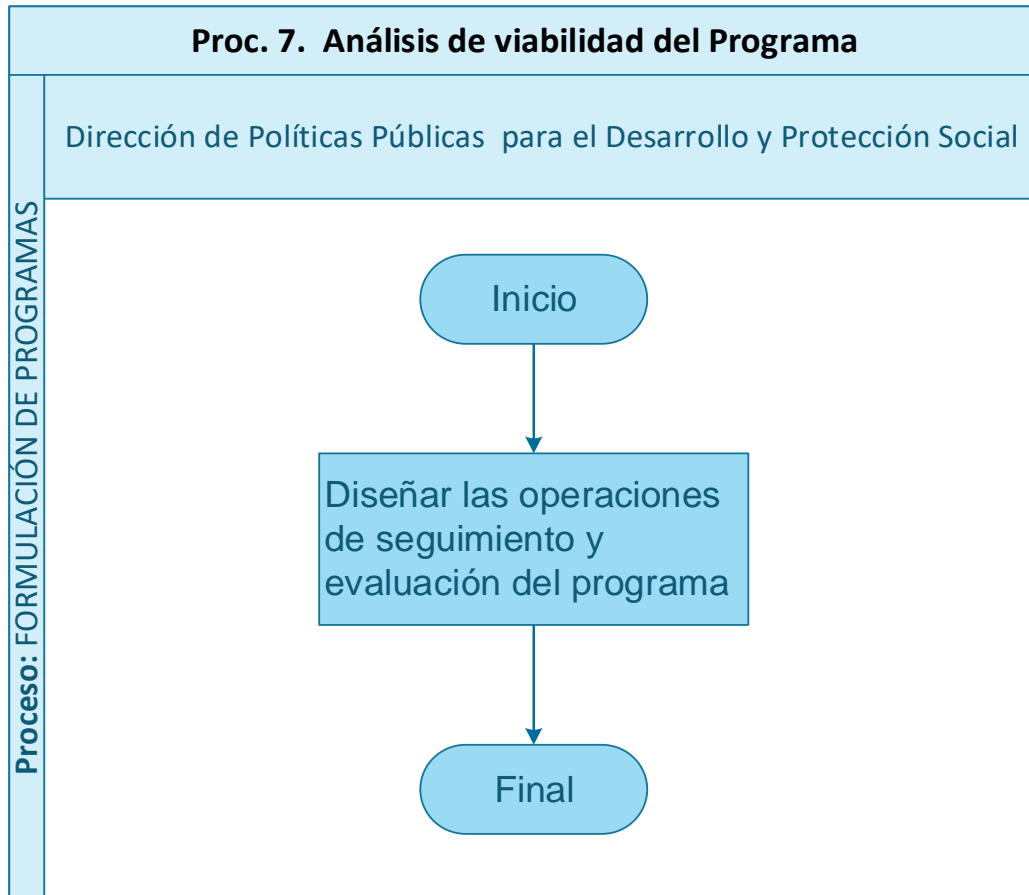 Proc. 7. Análisis de viabilidad del Programa
Dirección de Políticas Públicas para el Desarrollo y Protección Social
Proceso: FORMULACIÓN DE PROGRAMAS
Inicio
Diseñar las operaciones
de seguimiento y
evaluación del programa
Final